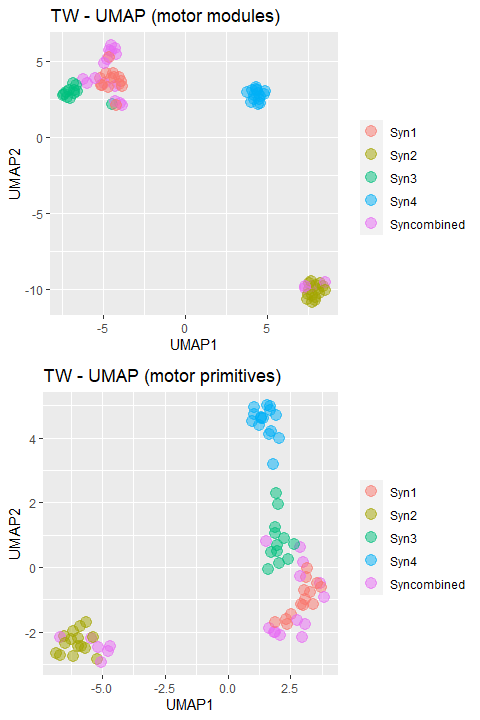 TW - UMAP (motor modules)
5
0
-5
-10
-5
0
5
UMAP1
UMAP2
Syn1
Syn2
Syn3
Syn4
Syncombined
TW - UMAP (motor primitives)
4
2
0
-2
-5.0
-2.5
0.0
2.5
UMAP1
UMAP2
Syn1
Syn2
Syn3
Syn4
Syncombined